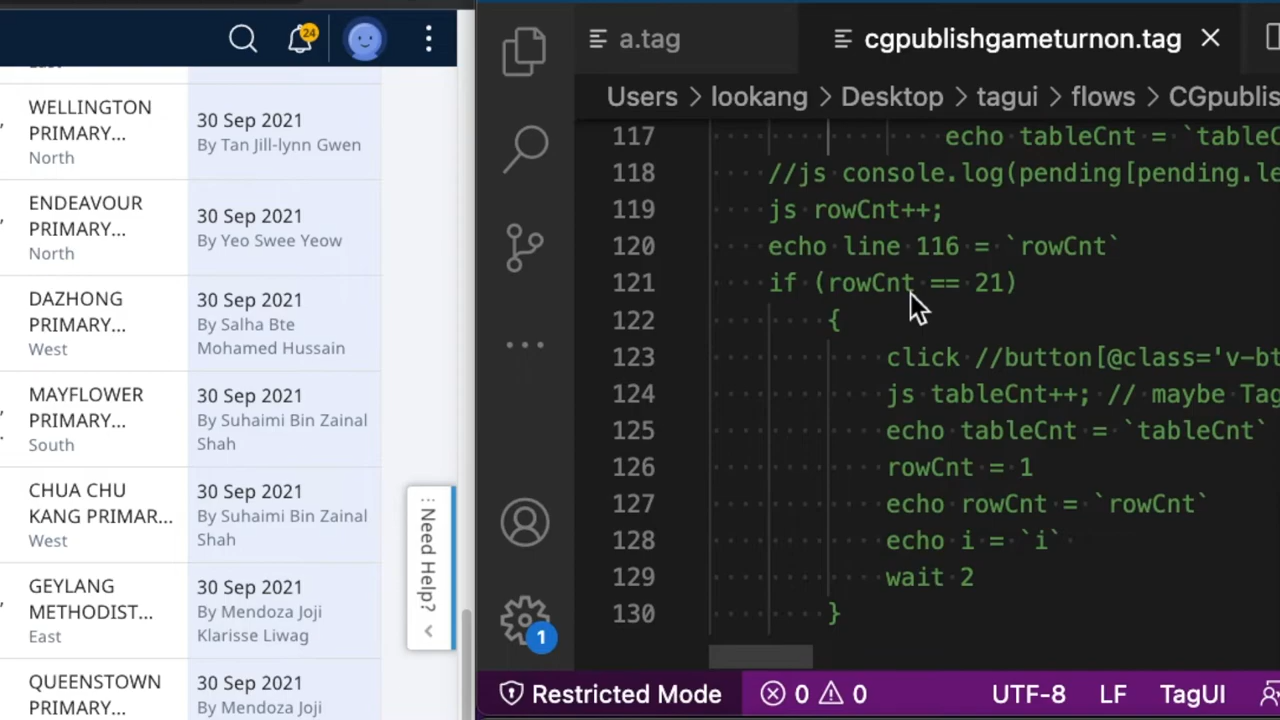 24
WELLINGTON
PRIMARY...
North
30 Sep 2021
By Tan Jill-lynn Gwen
ENDEAVOUR
PRIMARY...
North
30 Sep 2021
By Yeo Swee Yeow
DAZHONG
PRIMARY...
West
30 Sep 2021
By Salha Bte
Mohamed Hussain
MAYFLOWER
PRIMARY...
South
30 Sep 2021
By Suhaimi Bin Zainal
Shah
CHUA CHU
KANG PRIMAR...
West
30 Sep 2021
By Suhaimi Bin Zainal
Shah
GEYLANG
METHODIST...
East
30 Sep 2021
By Mendoza Joji
Klarisse Liwag
QUEENSTOWN
PRIMARY...
30 Sep 2021
By Mendoza Joji
Need Help?
a.tag
cgpublishgameturnon.tag
Users > lookang > Desktop > tagui > flows > CGpublis
117 echo tableCnt = `tableC
118 //js console.log(pending[pending.le
119 js rowCnt++;
120 echo line 116 = `rowCnt`
121 if (rowCnt == 21)
122 {
123 click //button[@class='v-bt
124 js tableCnt++; // maybe Tag
125 echo tableCnt = `tableCnt`
126 rowCnt = 1
127 echo rowCnt = `rowCnt`
128 echo i = `i`
129 wait 2
130 }
1
Restricted Mode
0 0
UTF-8 LF TagUI